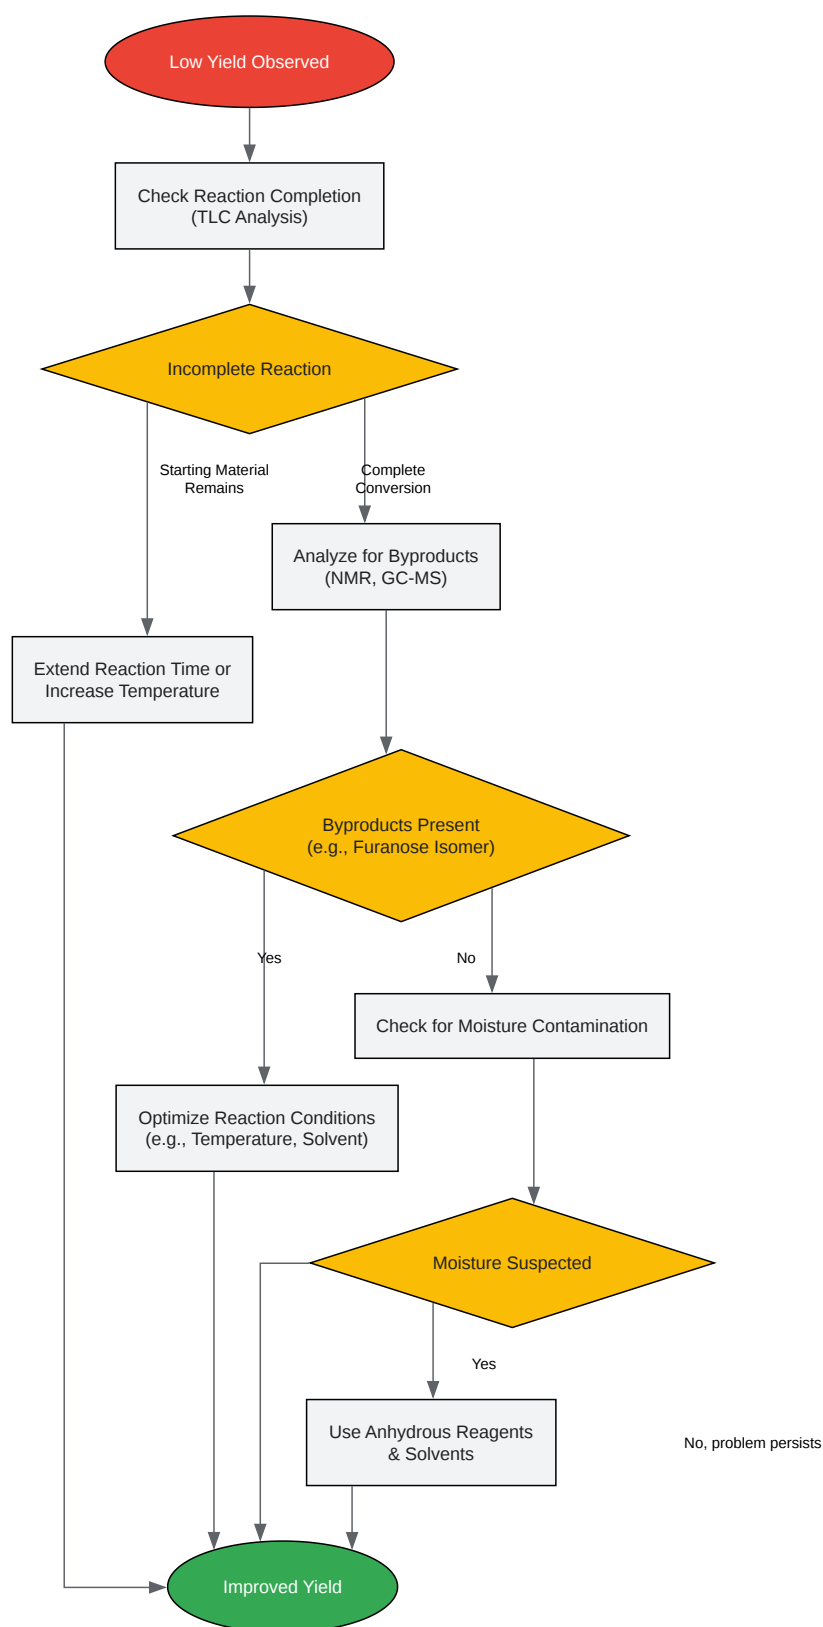 Low Yield Observed
Check Reaction Completion
(TLC Analysis)
Incomplete Reaction
Starting Material
Remains
Complete
Conversion
Analyze for Byproducts
(NMR, GC-MS)
Extend Reaction Time or
Increase Temperature
Byproducts Present
(e.g., Furanose Isomer)
Yes
No
Check for Moisture Contamination
Optimize Reaction Conditions
(e.g., Temperature, Solvent)
Moisture Suspected
Yes
Use Anhydrous Reagents
& Solvents
No, problem persists
Improved Yield